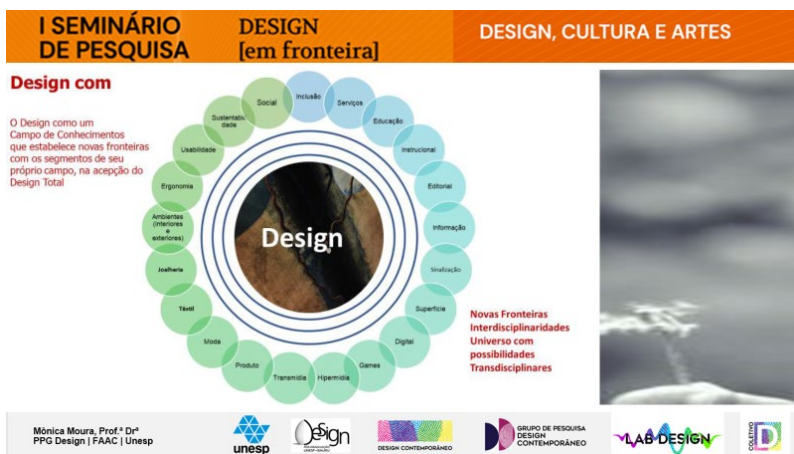 I SEMINÁRIO
DE PESQUISA
DESIGN
[em fronteira]
DESIGN, CULTURA E ARTES
Design com
O Design como um
Campo de Conhecimentos
que estabelece novas fronteiras
com os segmentos de seu
próprio campo, na acepção do
Design Total
Inclusão
Serviços
Educação
Instrucional
Editorial
Informação
Sinalização
Superfície
Digital
Games
Hipermídia
Transmídia
Produto
Moda
Têxtil
Joalheria
Ambientes
(interiores
e
exteriores)
Ergonomia
Usabilidade
Sustentabili
dade
Social
Design
Novas Fronteiras
Interdisciplinaridades
Universo com
possibilidades
Transdisciplinares
Mônica Moura, Prof.ª Drª
PPG Design | FAAC | Unesp
unesp
Design
UNESP - BAURU
DESIGN CONTEMPORÂNEO
GRUPO DE PESQUISA
DESIGN
CONTEMPORÂNEO
LAB DESIGN
COLETIVO
D